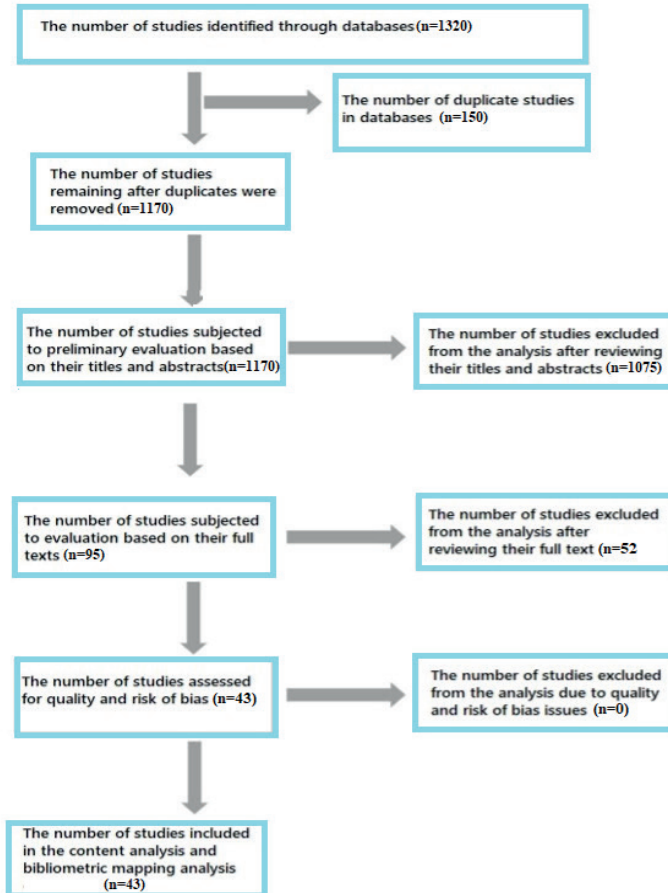 The number of studies identified through databases(n=1320)
The number of duplicate studies
in databases (n=150)
The number of studies
remaining after duplicates were
removed (n=1170)
The number of studies subjected
to preliminary evaluation based
on their titles and abstracts(n=1170)
The number of studies excluded
from the analysis after reviewing
their titles and abstracts (n=1075)
The number of studies subjected
to evaluation based on their full
texts (n=95)
The number of studies excluded
from the analysis after
reviewing their full text (n=52
The number of studies assessed
for quality and risk of bias (n=43)
The number of studies excluded
from the analysis due to quality
and risk of bias issues (n=0)
The number of studies included
in the content analysis and
bibliometric mapping analysis
(n=43)